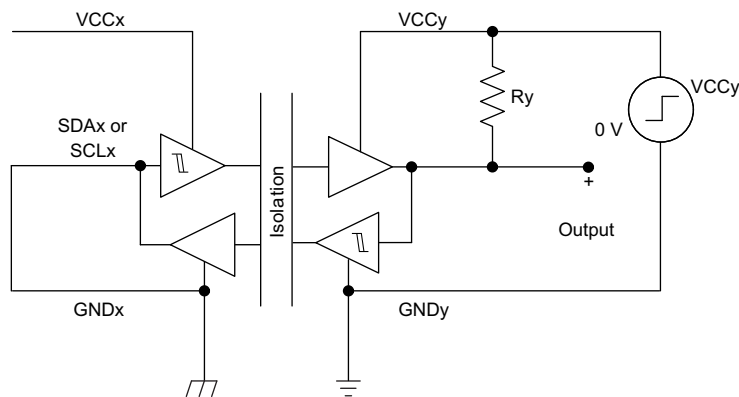 VCCx
VCCy
SDAx or
SCLx
Ry
VCCy
0 V
Isolation
+
Output
GNDx
GNDy